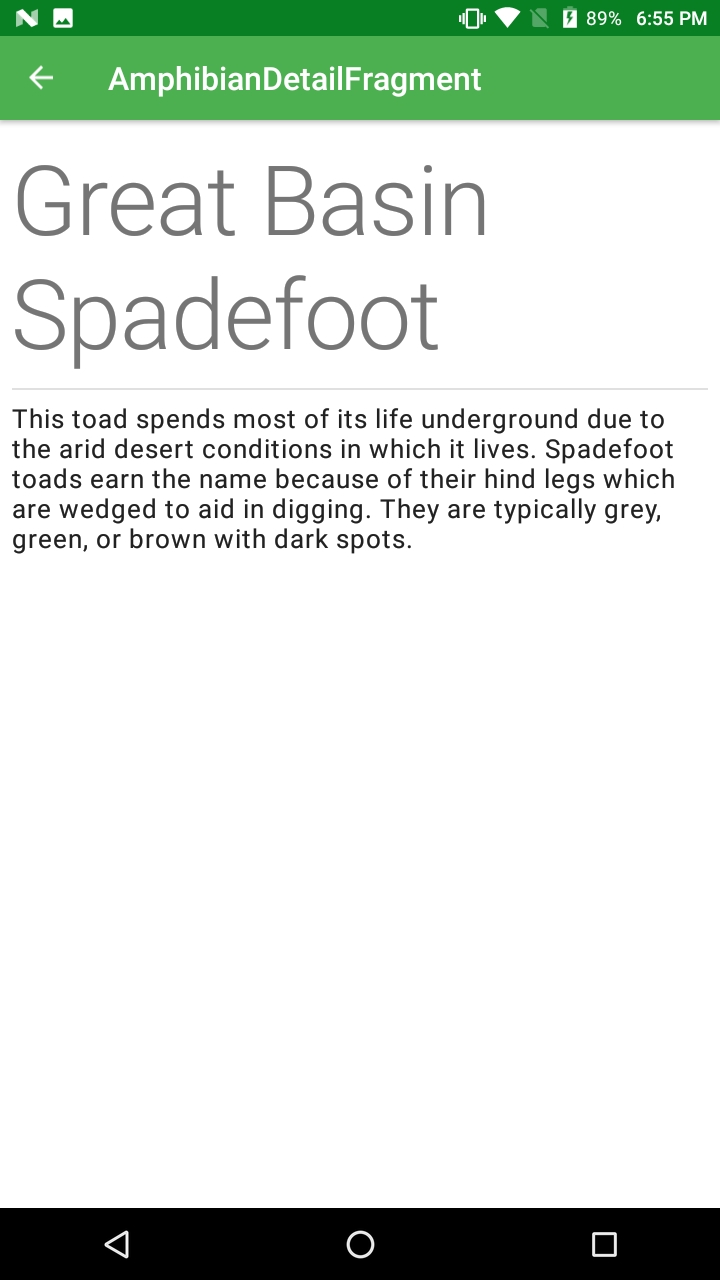 89% 6:55 PM
AmphibianDetailFragment
Great Basin
Spadefoot
This toad spends most of its life underground due to
the arid desert conditions in which it lives. Spadefoot
toads earn the name because of their hind legs which
are wedged to aid in digging. They are typically grey,
green, or brown with dark spots.